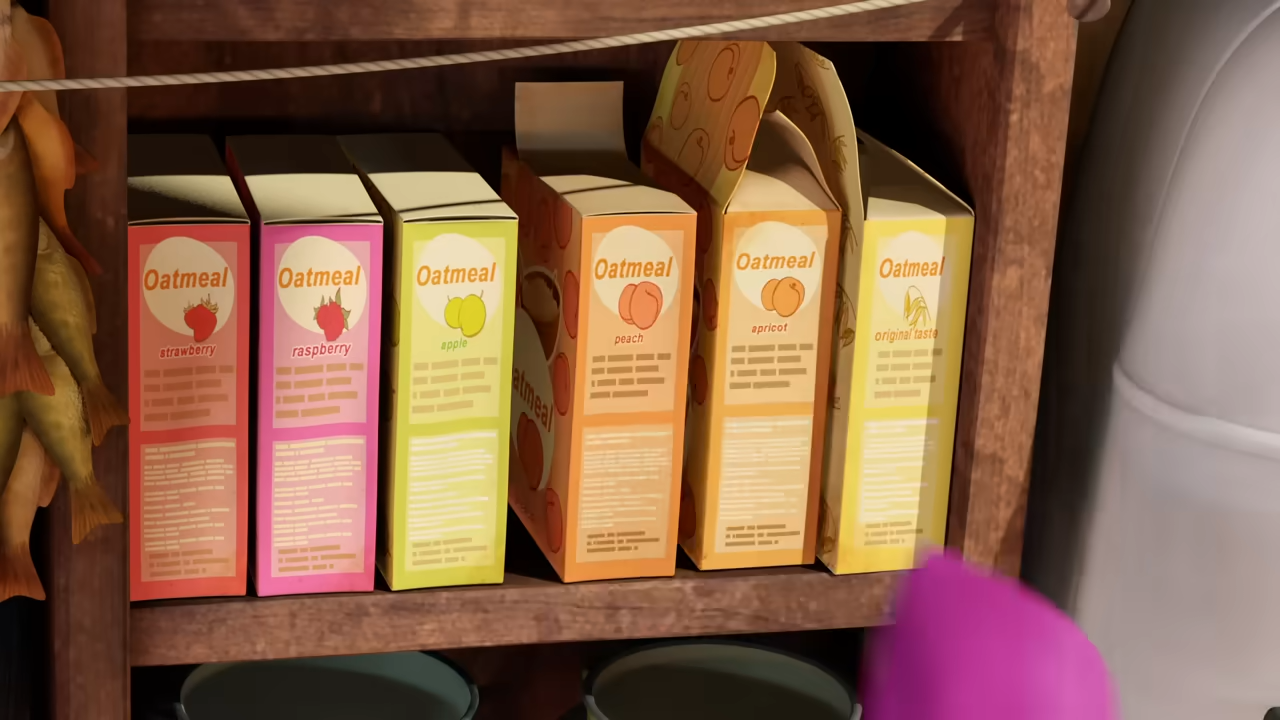 Oatmeal
strawberry
Oatmeal
raspberry
Oatmeal
apple
Oatmeal
peach
Oatmeal
apricot
Oatmeal
original taste